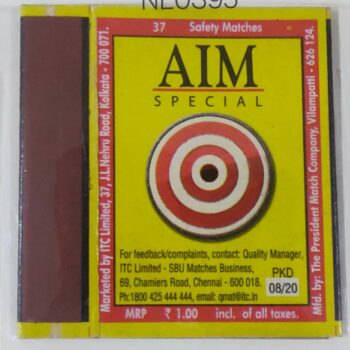 NL0395
37 Safety Matches
AIM
SPECIAL
Marketed by ITC Limited, 37, J.L.Nehru Road, Kolkata - 700 071.
Mfd. by: The President Match Company, Vilampatti - 626 124.
For feedback/complaints, contact: Quality Manager,
ITC Limited - SBU Matches Business,
69, Chamiers Road, Chennai - 600 018.
Ph:1800 425 444 444, email: qmat@itc.in
PKD
08/20
MRP ₹ 1.00 incl. of all taxes.